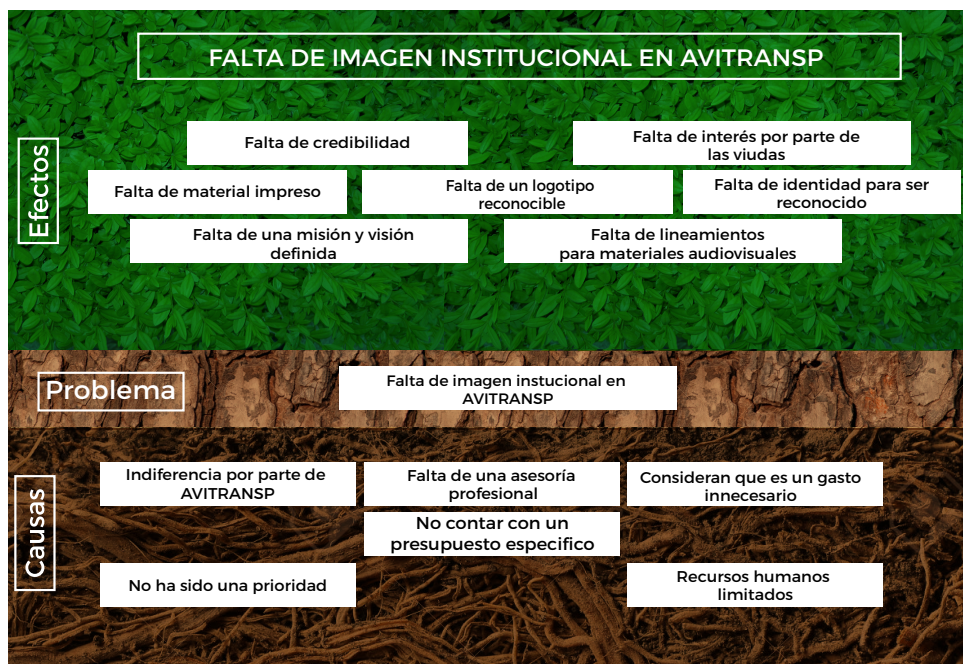 FALTA DE IMAGEN INSTITUCIONAL EN AVITRANSP
Efectos
Falta de credibilidad
Falta de interés por parte de
las viudas
Falta de material impreso
Falta de un logotipo
reconocible
Falta de identidad para ser
reconocido
Falta de una misión y visión
definida
Falta de lineamientos
para materiales audiovisuales
Problema
Falta de imagen instucional en
AVITRANSP
Causas
Indiferencia por parte de
AVITRANSP
Falta de una asesoría
profesional
Consideran que es un gasto
innecesario
No contar con un
presupuesto especifico
No ha sido una prioridad
Recursos humanos
limitados